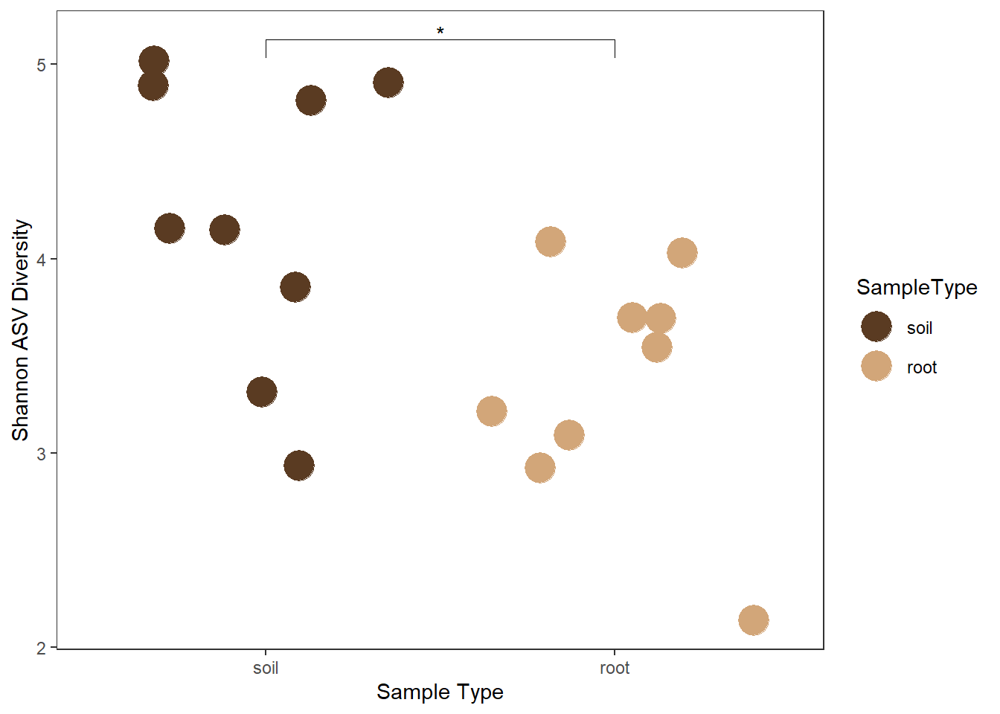 *
5
4
3
2
Shannon ASV Diversity
soil
root
Sample Type
SampleType
soil
root